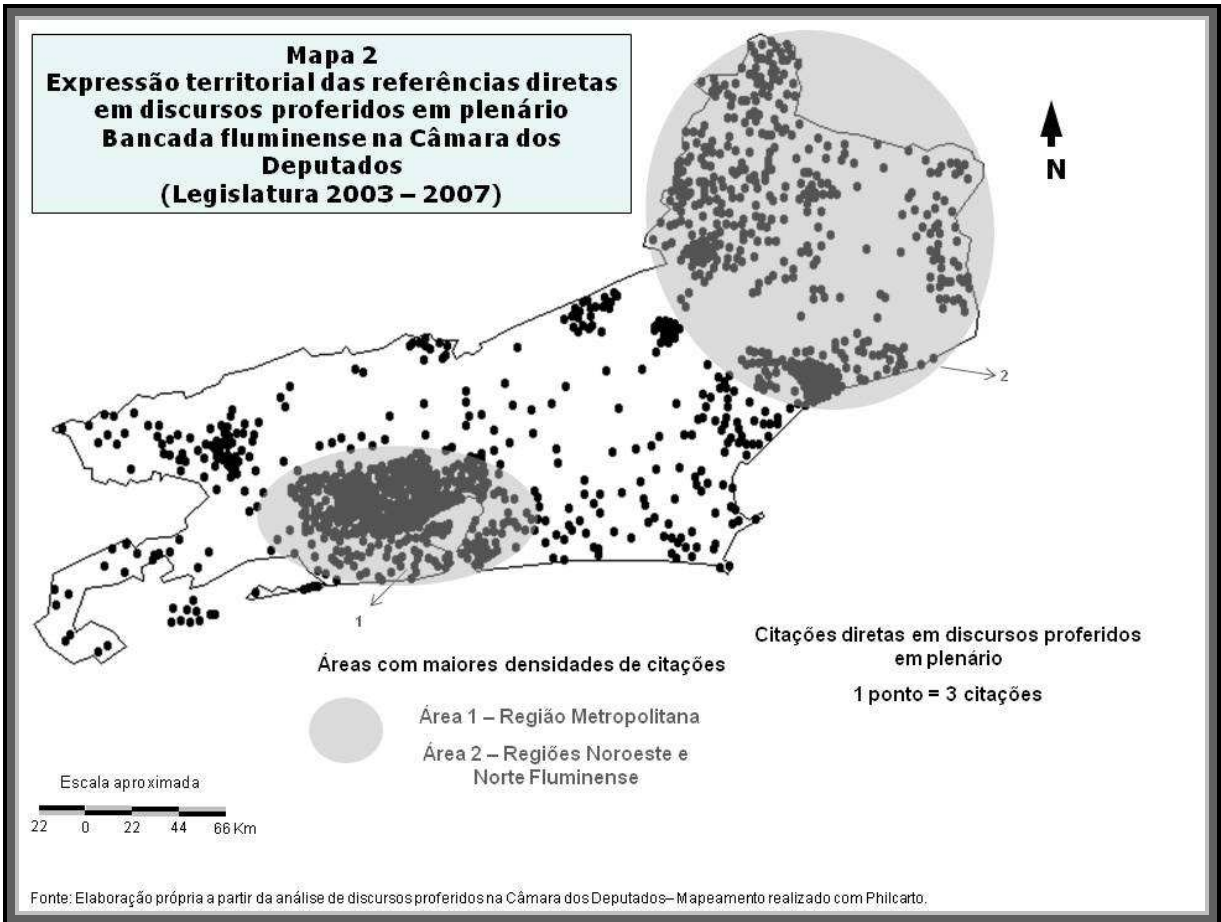 Mapa 2
Expressão territorial das referências diretas
em discursos proferidos em plenário
Bancada fluminense na Câmara dos
Deputados
(Legislatura 2003 – 2007)
N
2
1
Citações diretas em discursos proferidos
em plenário
1 ponto = 3 citações
Áreas com maiores densidades de citações
Área 1 – Região Metropolitana
Área 2 – Regiões Noroeste e
Norte Fluminense
Escala aproximada
22 0 22 44 66 Km
Fonte: Elaboração própria a partir da análise de discursos proferidos na Câmara dos Deputados– Mapeamento realizado com Philcarto.